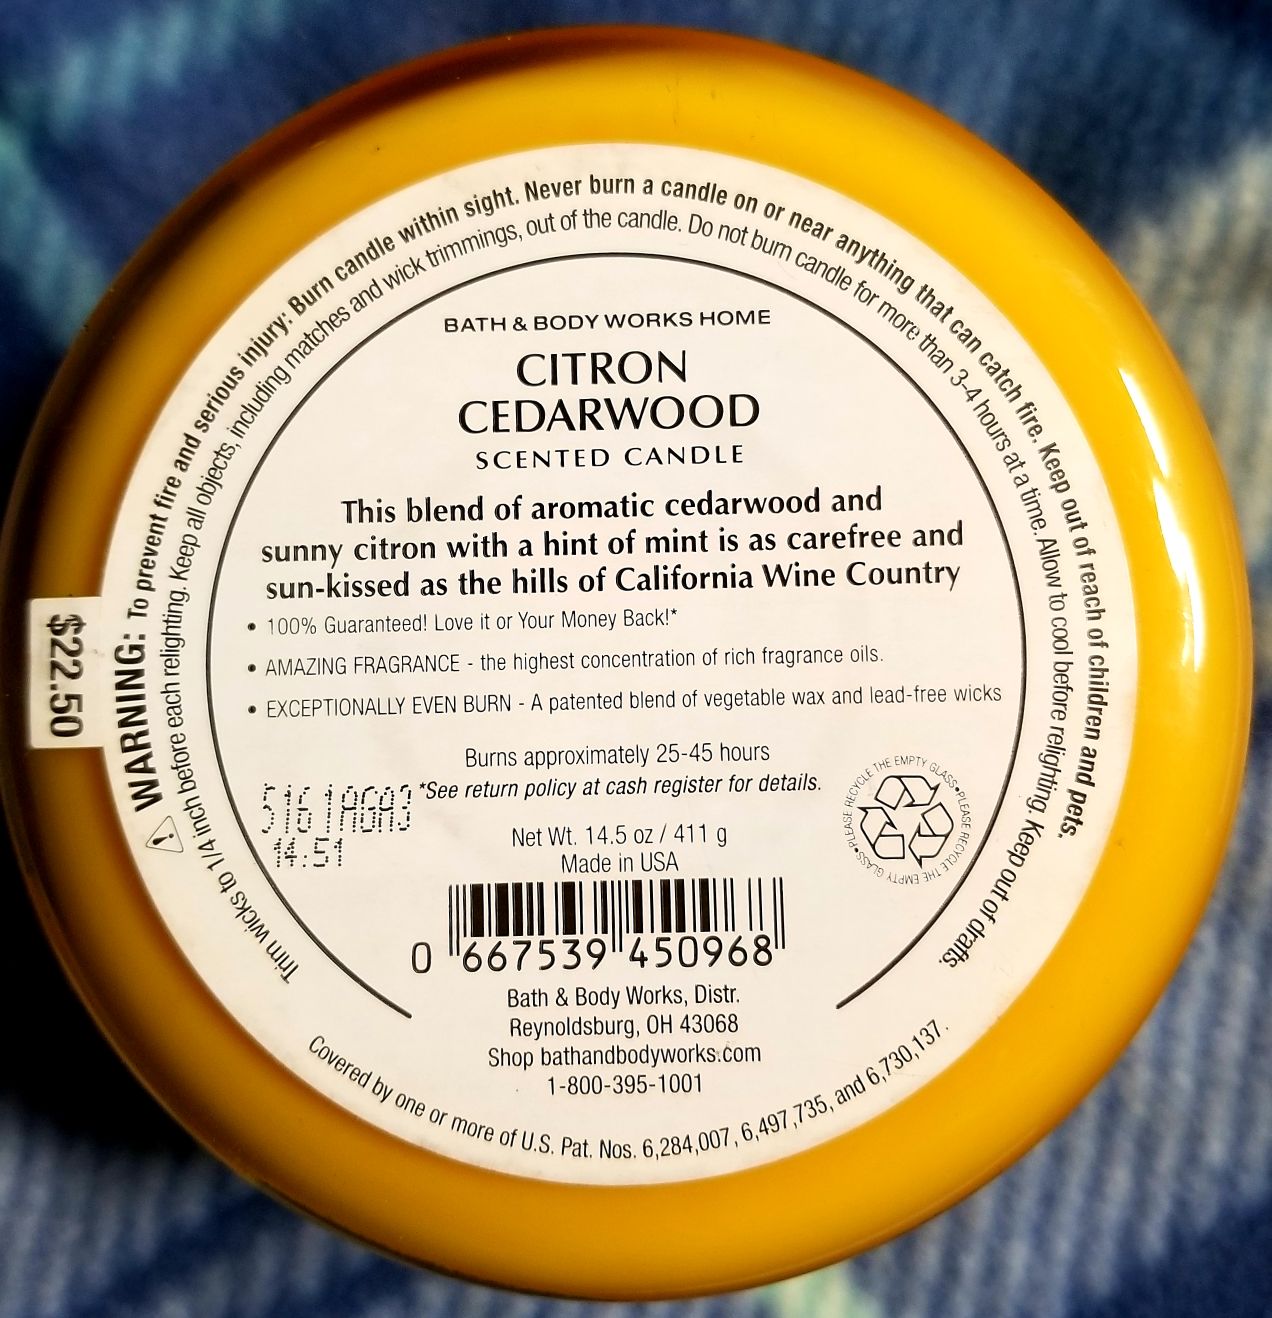 WARNING: To prevent fire and serious injury: Burn candle within sight. Never burn a candle on or near anything that can catch fire. Keep out of reach of children and pets.
Trim wicks to 1/4 inch before each relighting. Keep all objects, including matches and wick trimmings, out of the candle. Do not burn candle for more than 3-4 hours at a time. Allow to cool before relighting. Keep out of drafts.
$22.50
BATH & BODY WORKS HOME
CITRON
CEDARWOOD
SCENTED CANDLE
This blend of aromatic cedarwood and
sunny citron with a hint of mint is as carefree and
sun-kissed as the hills of California Wine Country
• 100% Guaranteed! Love it or Your Money Back!*
• AMAZING FRAGRANCE - the highest concentration of rich fragrance oils.
• EXCEPTIONALLY EVEN BURN - A patented blend of vegetable wax and lead-free wicks
Burns approximately 25-45 hours
*See return policy at cash register for details.
5161AGA3
14:51
Net Wt. 14.5 oz / 411 g
Made in USA
PLEASE RECYCLE THE EMPTY GLASS•PLEASE RECYCLE THE EMPTY GLASS•
0 667539 450968
Bath & Body Works, Distr.
Reynoldsburg, OH 43068
Shop bathandbodyworks.com
1-800-395-1001
Covered by one or more of U.S. Pat. Nos. 6,284,007, 6,497,735, and 6,730,137.